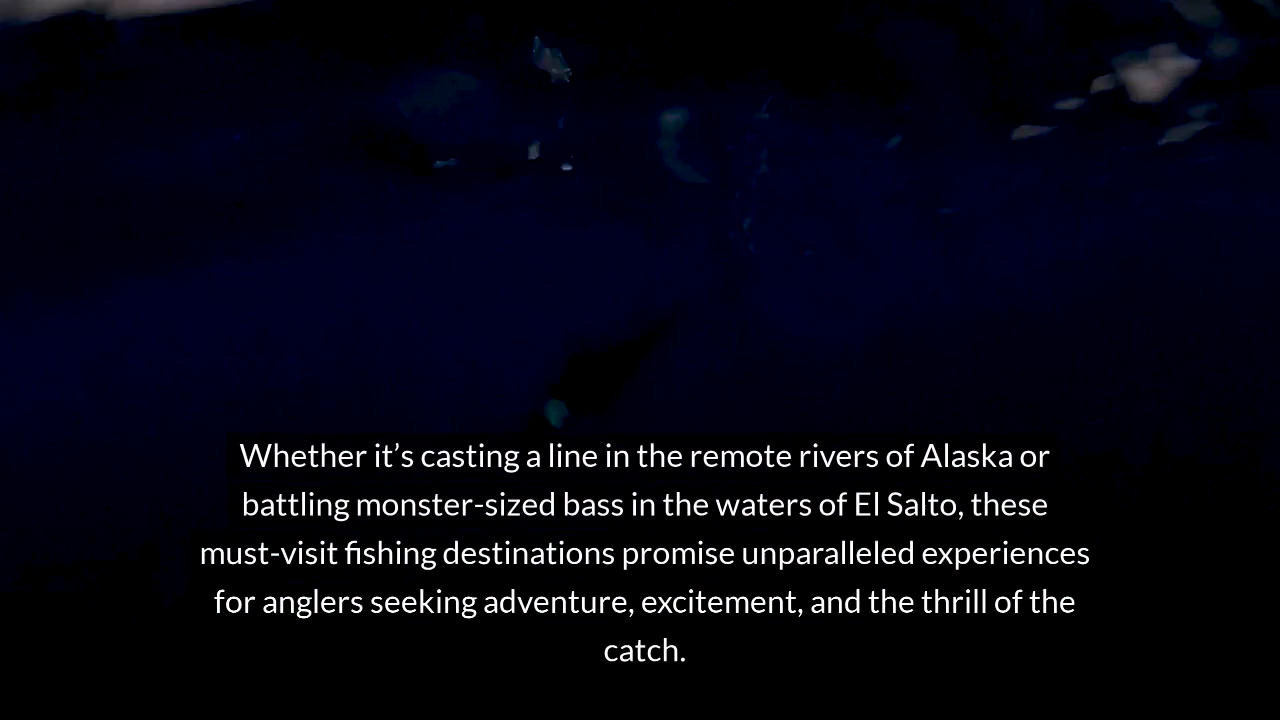 Whether it’s casting a line in the remote rivers of Alaska or
battling monster-sized bass in the waters of El Salto, these
must-visit fishing destinations promise unparalleled experiences
for anglers seeking adventure, excitement, and the thrill of the
catch.